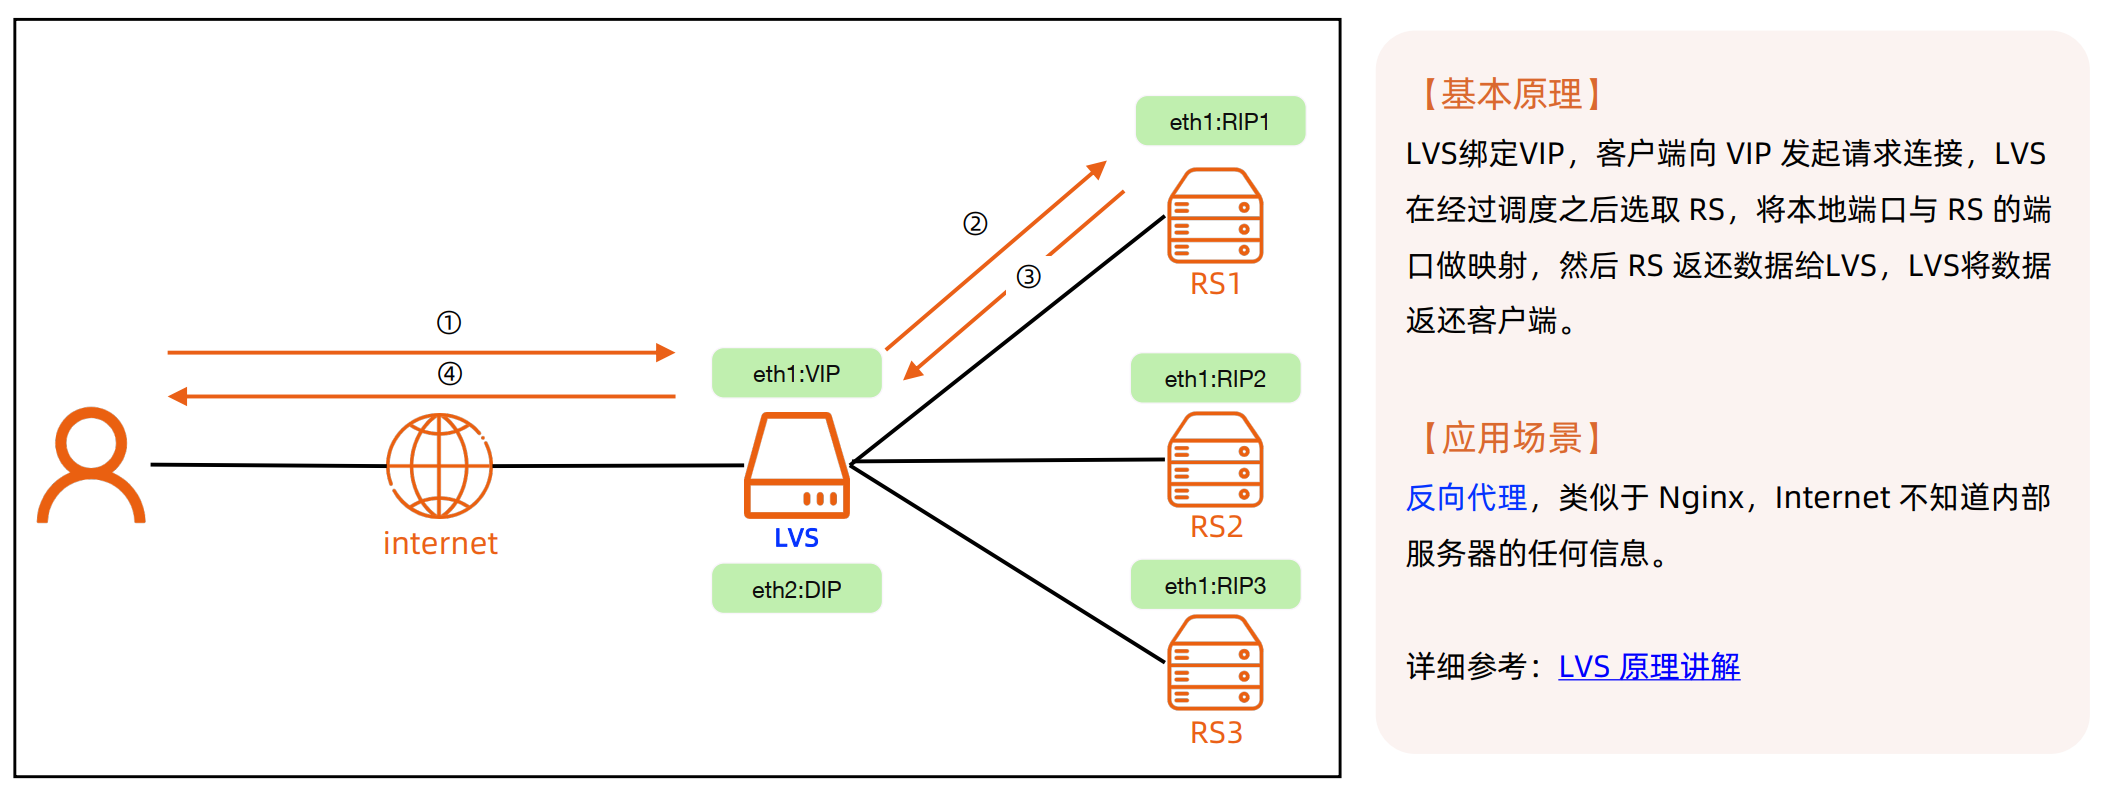 eth1:RIP1
②
③
RS1
①
④
eth1:VIP
eth1:RIP2
internet
LVS
RS2
eth2:DIP
eth1:RIP3
RS3
【基本原理】
LVS绑定VIP，客户端向 VIP 发起请求连接，LVS
在经过调度之后选取 RS，将本地端口与 RS 的端
口做映射，然后 RS 返还数据给LVS，LVS将数据
返还客户端。
【应用场景】
反向代理，类似于 Nginx，Internet 不知道内部
服务器的任何信息。
详细参考：LVS 原理讲解